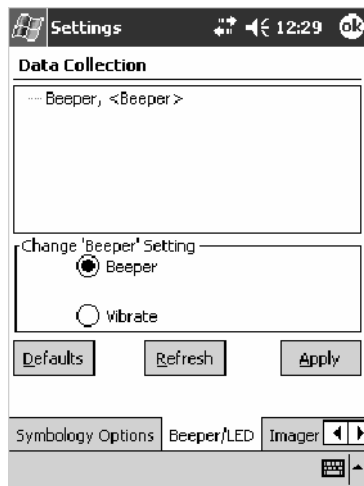 Settings 12:29 ok
Data Collection
Beeper, <Beeper>
Change 'Beeper' Setting
Beeper
Vibrate
Defaults Refresh Apply
Symbology Options Beeper/LED Imager